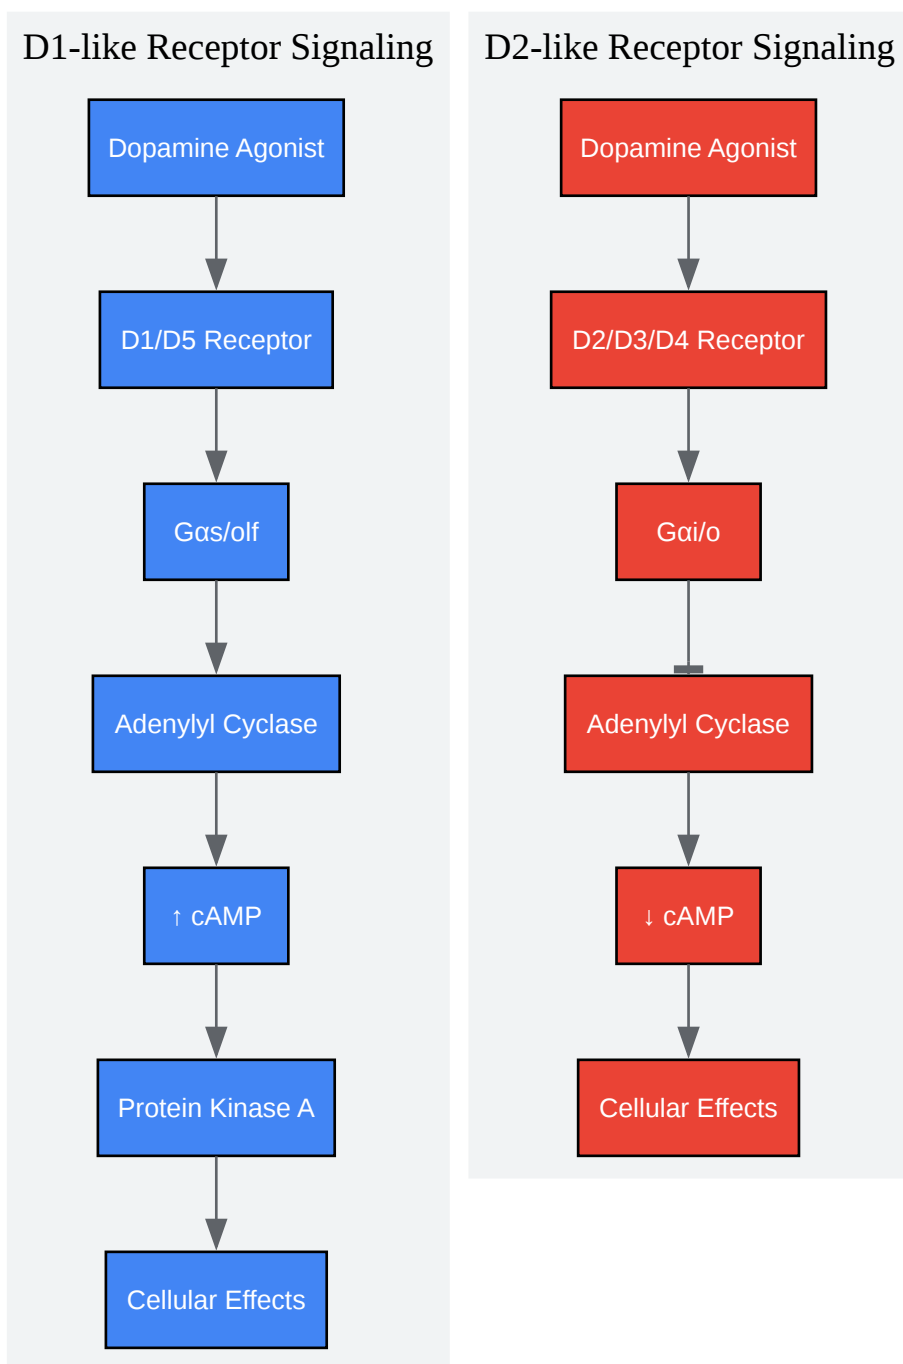 D1-like Receptor Signaling
Dopamine Agonist
D1/D5 Receptor
Gαs/olf
Adenylyl Cyclase
↑ cAMP
Protein Kinase A
Cellular Effects
D2-like Receptor Signaling
Dopamine Agonist
D2/D3/D4 Receptor
Gαi/o
Adenylyl Cyclase
↓ cAMP
Cellular Effects